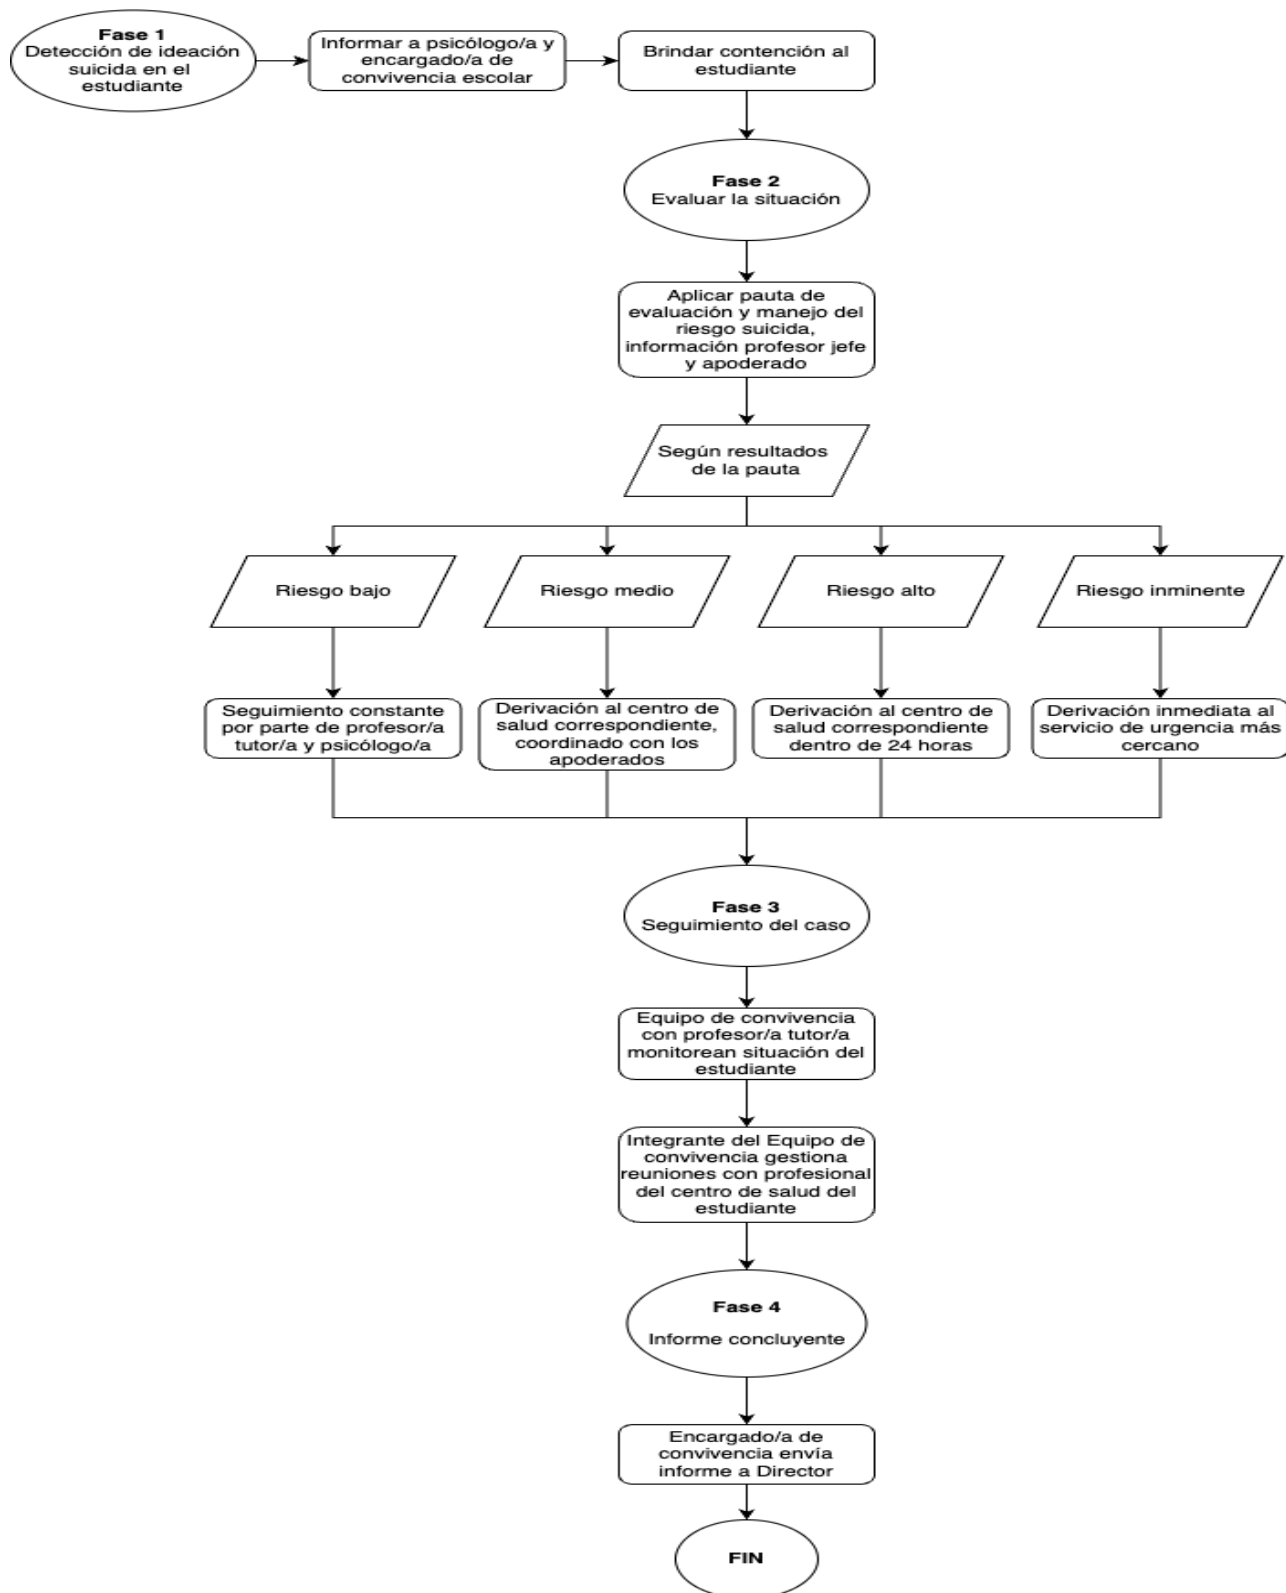 Fase 1
Detección de ideación
suicida en el
estudiante
Informar a psicólogo/a y
encargado/a de
convivencia escolar
Brindar contención al
estudiante
Fase 2
Evaluar la situación
Aplicar pauta de
evaluación y manejo del
riesgo suicida,
información profesor jefe
y apoderado
Según resultados
de la pauta
Riesgo bajo
Riesgo medio
Riesgo alto
Riesgo inminente
Seguimiento constante
por parte de profesor/a
tutor/a y psicólogo/a
Derivación al centro de
salud correspondiente,
coordinado con los
apoderados
Derivación al centro de
salud correspondiente
dentro de 24 horas
Derivación inmediata al
servicio de urgencia más
cercano
Fase 3
Seguimiento del caso
Equipo de convivencia
con profesor/a tutor/a
monitorean situación del
estudiante
Integrante del Equipo de
convivencia gestiona
reuniones con profesional
del centro de salud del
estudiante
Fase 4
Informe concluyente
Encargado/a de
convivencia envía
informe a Director
FIN